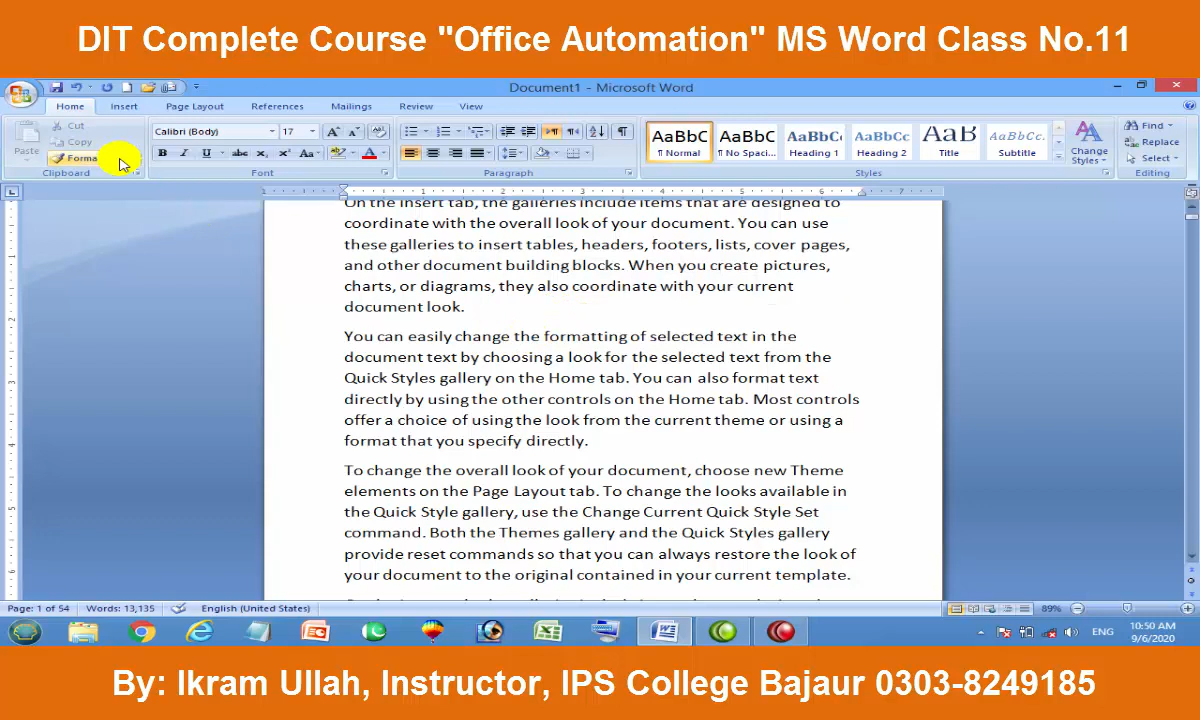 DIT Complete Course "Office Automation" MS Word Class No.11
Document1 - Microsoft Word
Home Insert Page Layout References Mailings Review View
Cut
Copy
Forma
Paste
Clipboard
Calibri (Body) 17
Font
Paragraph
AaBbC AaBbC AaBbC AaBbCc AaB AaBbCc.
¶ Normal ¶ No Spaci... Heading 1 Heading 2 Title Subtitle
Change Styles
Styles
Find
Replace
Select
Editing
On the Insert tab, the galleries include items that are designed to
coordinate with the overall look of your document. You can use
these galleries to insert tables, headers, footers, lists, cover pages,
and other document building blocks. When you create pictures,
charts, or diagrams, they also coordinate with your current
document look.
You can easily change the formatting of selected text in the
document text by choosing a look for the selected text from the
Quick Styles gallery on the Home tab. You can also format text
directly by using the other controls on the Home tab. Most controls
offer a choice of using the look from the current theme or using a
format that you specify directly.
To change the overall look of your document, choose new Theme
elements on the Page Layout tab. To change the looks available in
the Quick Style gallery, use the Change Current Quick Style Set
command. Both the Themes gallery and the Quick Styles gallery
provide reset commands so that you can always restore the look of
your document to the original contained in your current template.
Page: 1 of 54 Words: 13,135 English (United States) 89%
ENG
10:50 AM
9/6/2020
By: Ikram Ullah, Instructor, IPS College Bajaur 0303-8249185